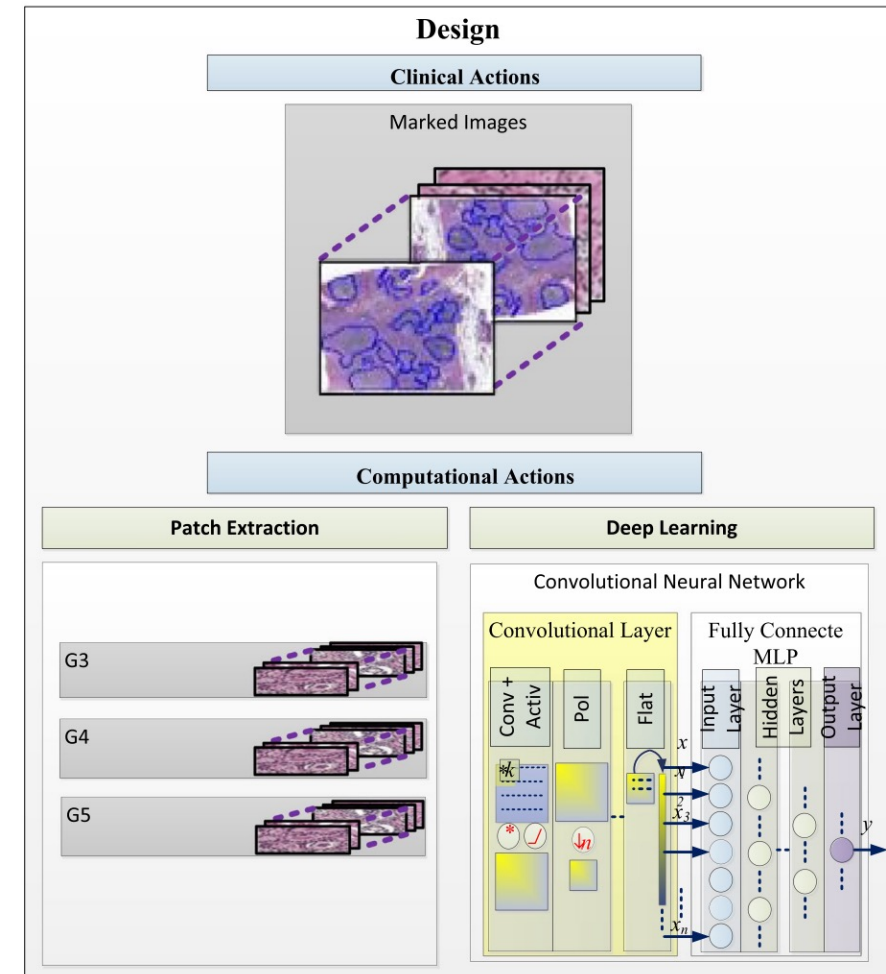 Design
Clinical Actions
Marked Images
Computational Actions
Patch Extraction
Deep Learning
G3
G4
G5
Convolutional Neural Network
Convolutional Layer
Fully Connecte
MLP
Conv +
Activ
Pol
Flat
Input
Layer
Hidden
Layers
Output
Layer
*k
*
↓n
x
2
x3
xn
y